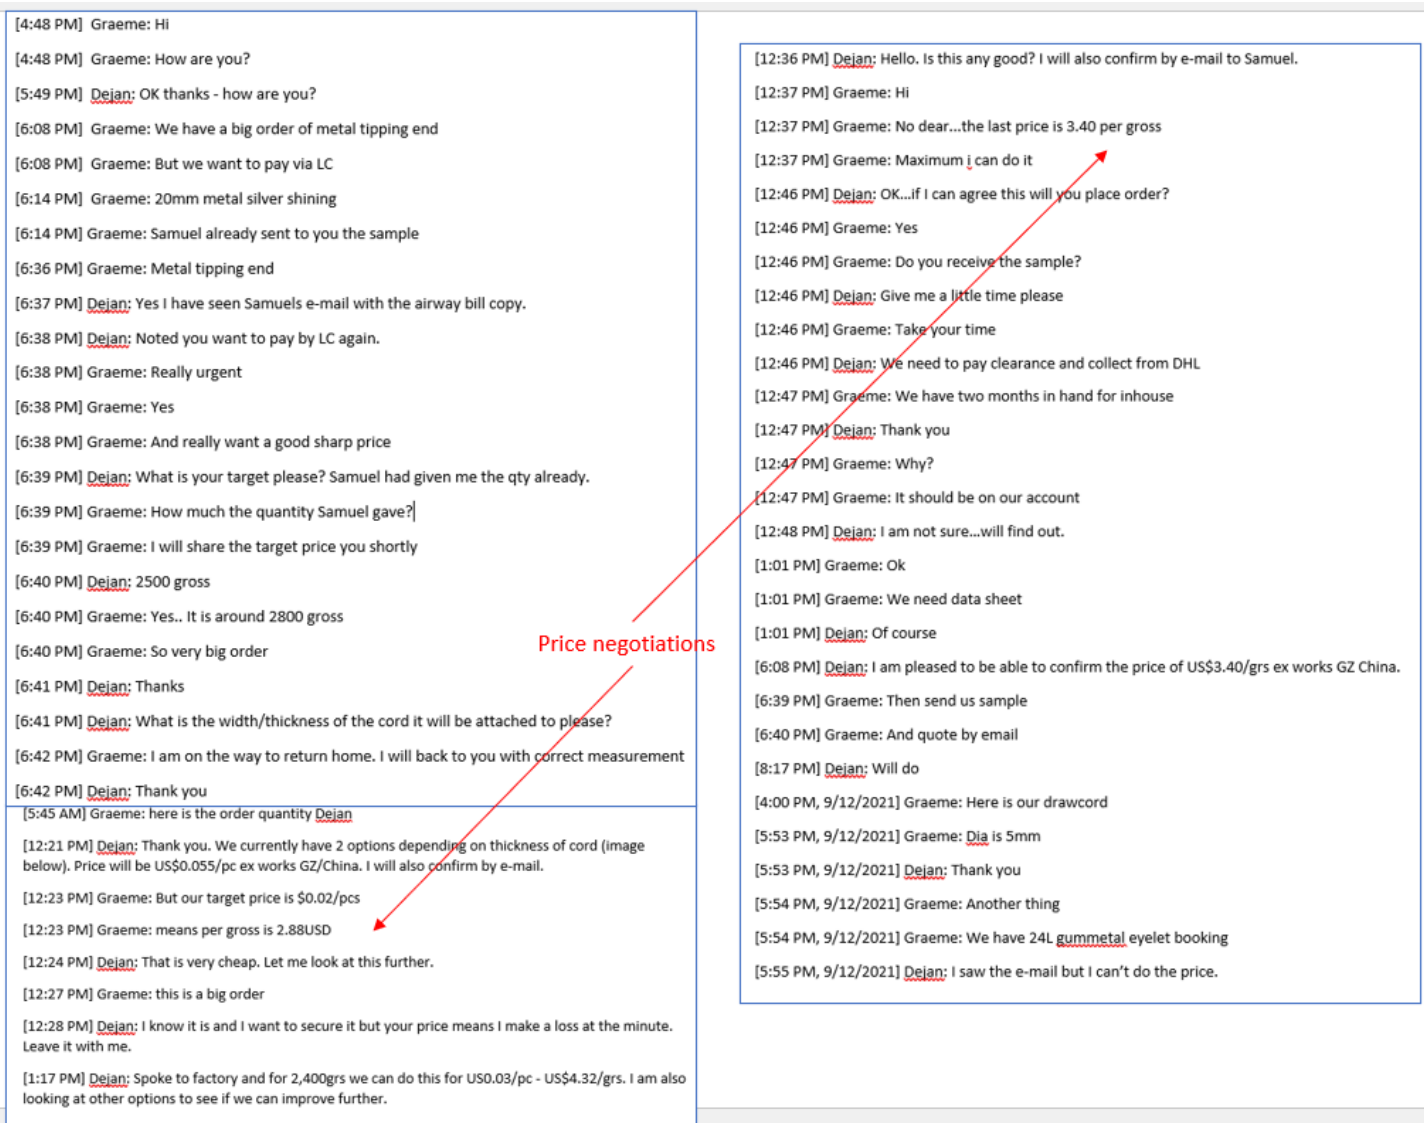 [4:48 PM]  Graeme: Hi
[4:48 PM]  Graeme: How are you?
[5:49 PM]  Dejan: OK thanks - how are you?
[6:08 PM]  Graeme: We have a big order of metal tipping end
[6:08 PM]  Graeme: But we want to pay via LC
[6:14 PM]  Graeme: 20mm metal silver shining
[6:14 PM] Graeme: Samuel already sent to you the sample
[6:36 PM] Graeme: Metal tipping end
[6:37 PM] Dejan: Yes I have seen Samuels e-mail with the airway bill copy.
[6:38 PM] Dejan: Noted you want to pay by LC again.
[6:38 PM] Graeme: Really urgent
[6:38 PM] Graeme: Yes
[6:38 PM] Graeme: And really want a good sharp price
[6:39 PM] Dejan: What is your target please? Samuel had given me the qty already.
[6:39 PM] Graeme: How much the quantity Samuel gave?
[6:39 PM] Graeme: I will share the target price you shortly
[6:40 PM] Dejan: 2500 gross
[6:40 PM] Graeme: Yes.. It is around 2800 gross
[6:40 PM] Graeme: So very big order
[6:41 PM] Dejan: Thanks
[6:41 PM] Dejan: What is the width/thickness of the cord it will be attached to please?
[6:42 PM] Graeme: I am on the way to return home. I will back to you with correct measurement
[6:42 PM] Dejan: Thank you
[5:45 AM] Graeme: here is the order quantity Dejan
[12:21 PM] Dejan: Thank you. We currently have 2 options depending on thickness of cord (image
below). Price will be US$0.055/pc ex works GZ/China. I will also confirm by e-mail.
[12:23 PM] Graeme: But our target price is $0.02/pcs
[12:23 PM] Graeme: means per gross is 2.88USD
[12:24 PM] Dejan: That is very cheap. Let me look at this further.
[12:27 PM] Graeme: this is a big order
[12:28 PM] Dejan: I know it is and I want to secure it but your price means I make a loss at the minute.
Leave it with me.
[1:17 PM] Dejan: Spoke to factory and for 2,400grs we can do this for US0.03/pc - US$4.32/grs. I am also
looking at other options to see if we can improve further.
Price negotiations
[12:36 PM] Dejan: Hello. Is this any good? I will also confirm by e-mail to Samuel.
[12:37 PM] Graeme: Hi
[12:37 PM] Graeme: No dear...the last price is 3.40 per gross
[12:37 PM] Graeme: Maximum i can do it
[12:46 PM] Dejan: OK...if I can agree this will you place order?
[12:46 PM] Graeme: Yes
[12:46 PM] Graeme: Do you receive the sample?
[12:46 PM] Dejan: Give me a little time please
[12:46 PM] Graeme: Take your time
[12:46 PM] Dejan: We need to pay clearance and collect from DHL
[12:47 PM] Graeme: We have two months in hand for inhouse
[12:47 PM] Dejan: Thank you
[12:47 PM] Graeme: Why?
[12:47 PM] Graeme: It should be on our account
[12:48 PM] Dejan: I am not sure...will find out.
[1:01 PM] Graeme: Ok
[1:01 PM] Graeme: We need data sheet
[1:01 PM] Dejan: Of course
[6:08 PM] Dejan: I am pleased to be able to confirm the price of US$3.40/grs ex works GZ China.
[6:39 PM] Graeme: Then send us sample
[6:40 PM] Graeme: And quote by email
[8:17 PM] Dejan: Will do
[4:00 PM, 9/12/2021] Graeme: Here is our drawcord
[5:53 PM, 9/12/2021] Graeme: Dia is 5mm
[5:53 PM, 9/12/2021] Dejan: Thank you
[5:54 PM, 9/12/2021] Graeme: Another thing
[5:54 PM, 9/12/2021] Graeme: We have 24L gummetal eyelet booking
[5:55 PM, 9/12/2021] Dejan: I saw the e-mail but I can't do the price.